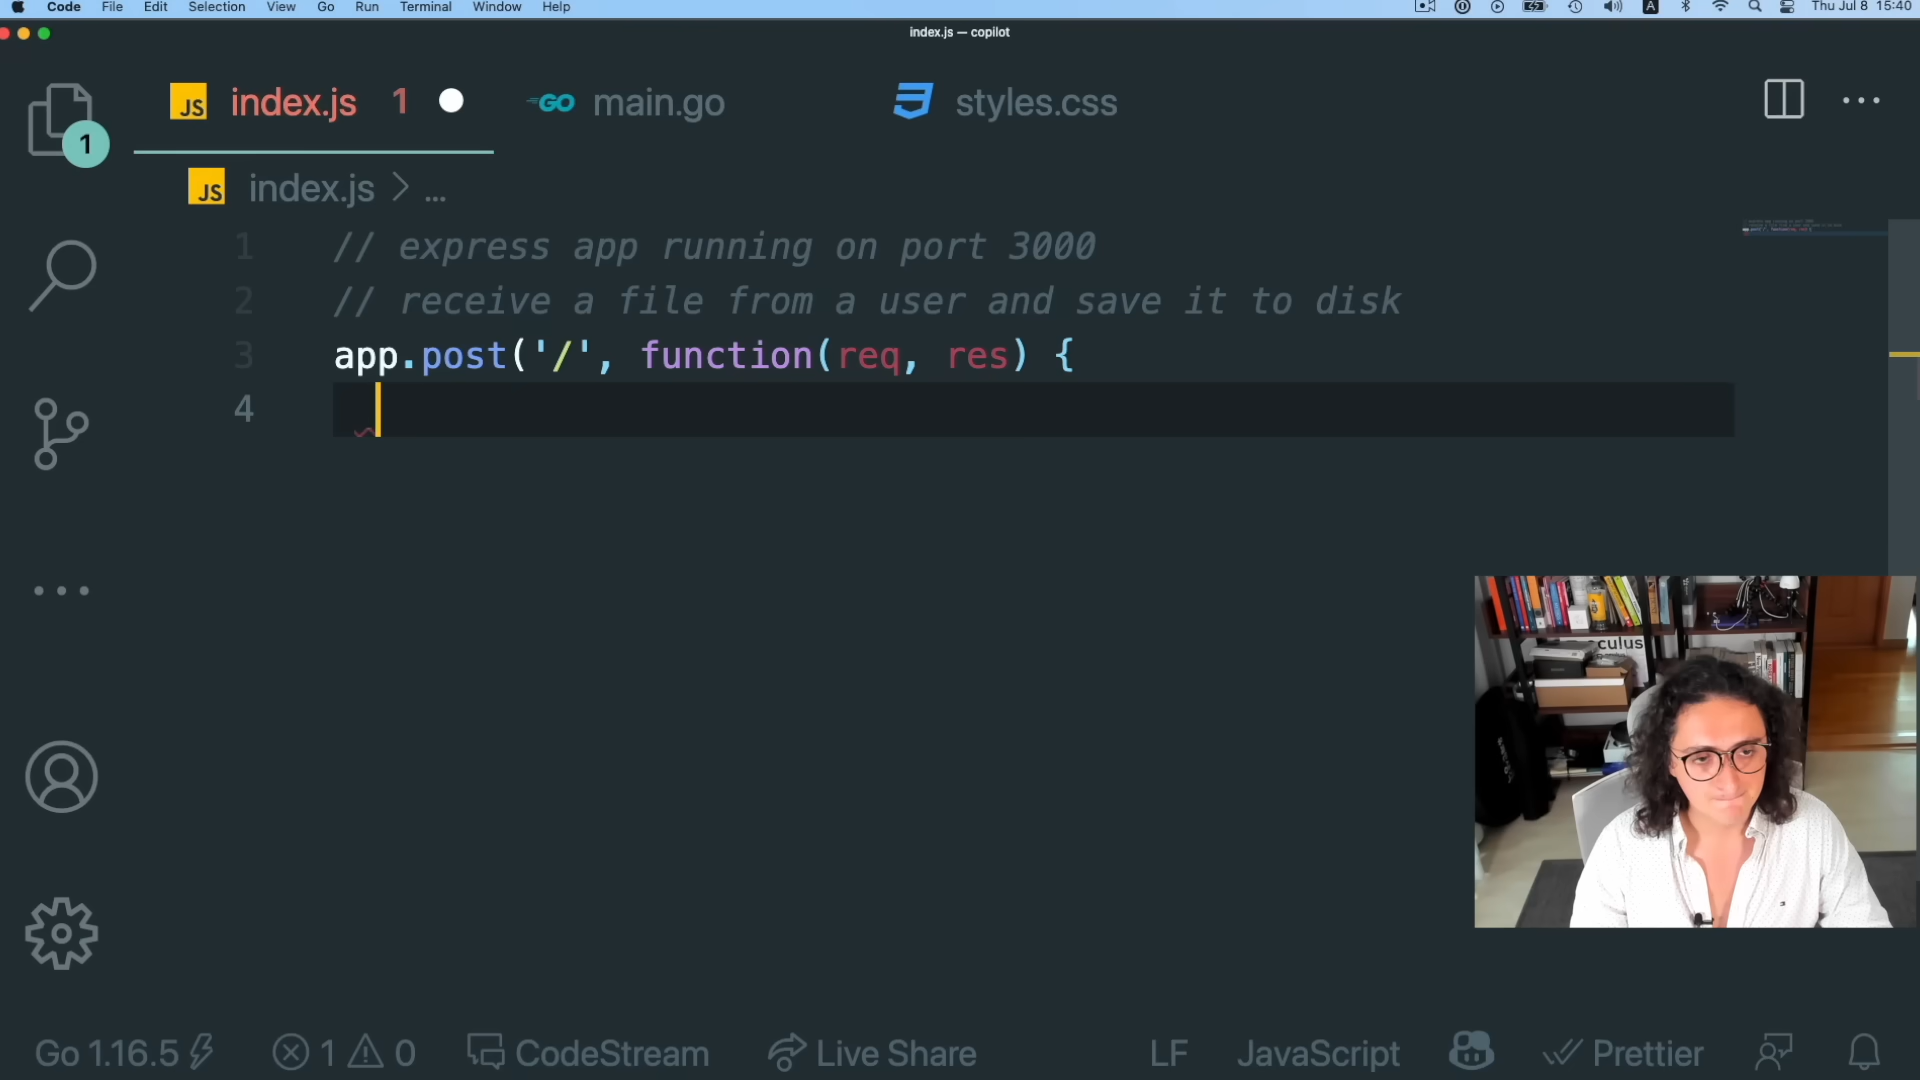 Code File Edit Selection View Go Run Terminal Window Help A Thu Jul 8 15:40
index.js — copilot
JS index.js 1 GO main.go styles.css
1
JS index.js > ...
1 // express app running on port 3000
2 // receive a file from a user and save it to disk
3 app.post('/', function(req, res) {
4
culus
Go 1.16.5 1 0 CodeStream Live Share LF JavaScript Prettier